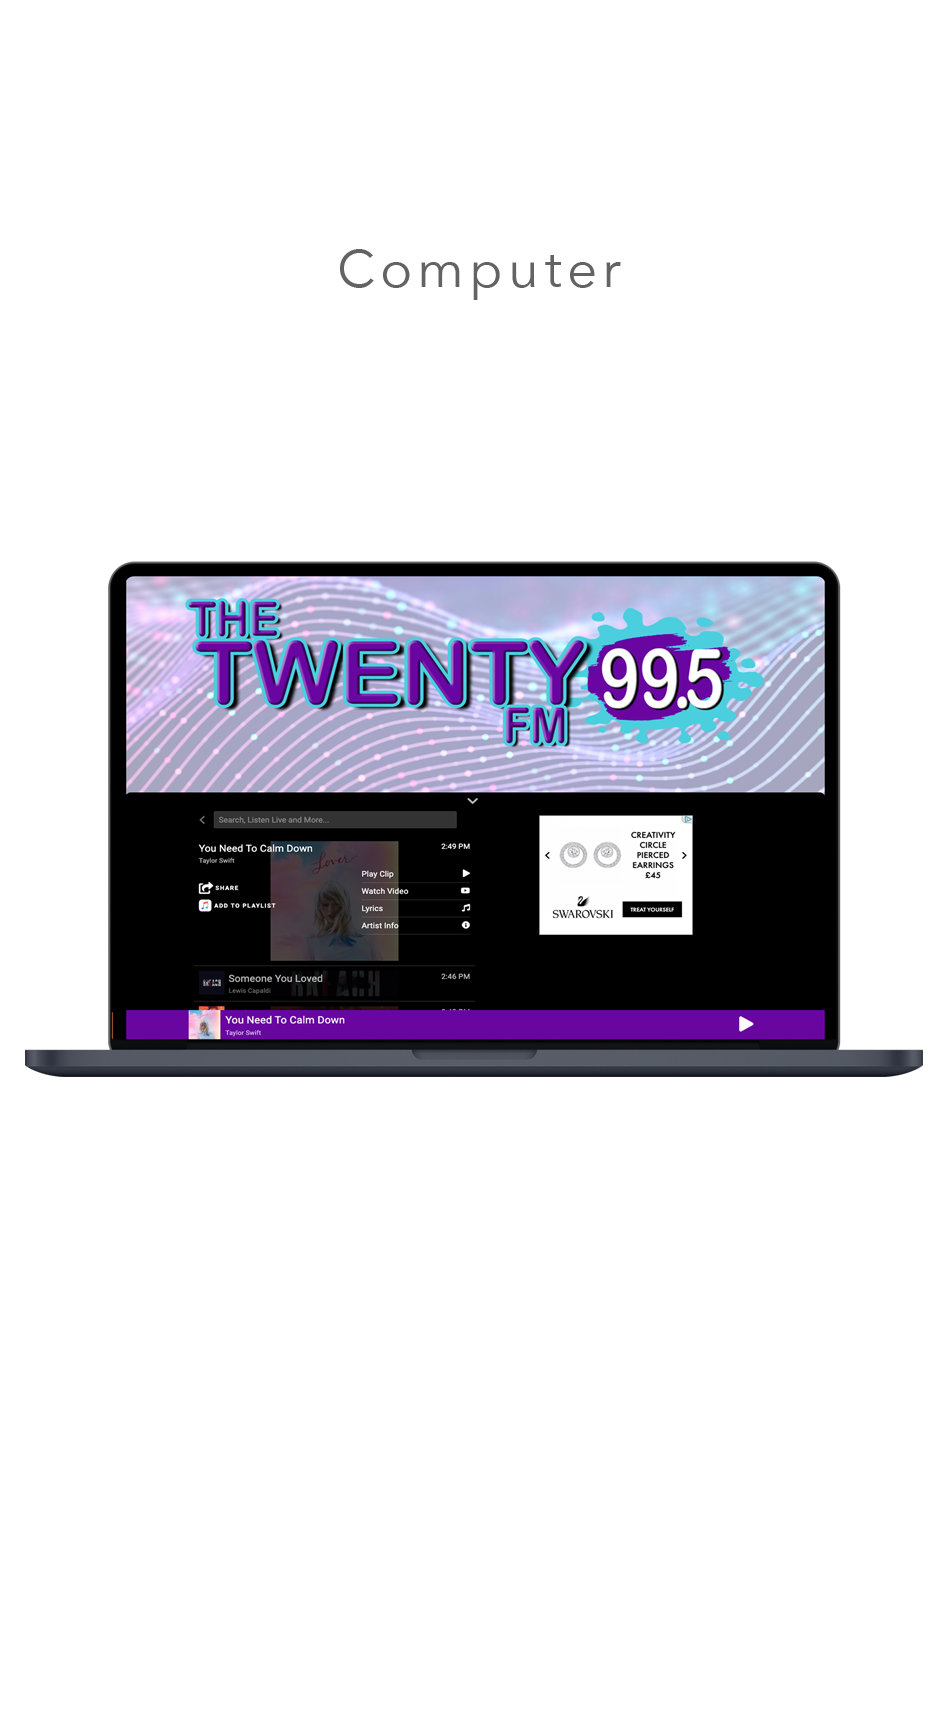 Computer
THE
TWENTY
99.5
FM
Search, Listen Live and More...
You Need To Calm Down
Taylor Swift
2:49 PM
Lover
SHARE
ADD TO PLAYLIST
Play Clip
Watch Video
Lyrics
Artist Info
Someone You Loved
Lewis Capaldi
2:46 PM
CREATIVITY
CIRCLE
PIERCED
EARRINGS
£45
SWAROVSKI
TREAT YOURSELF
You Need To Calm Down
Taylor Swift